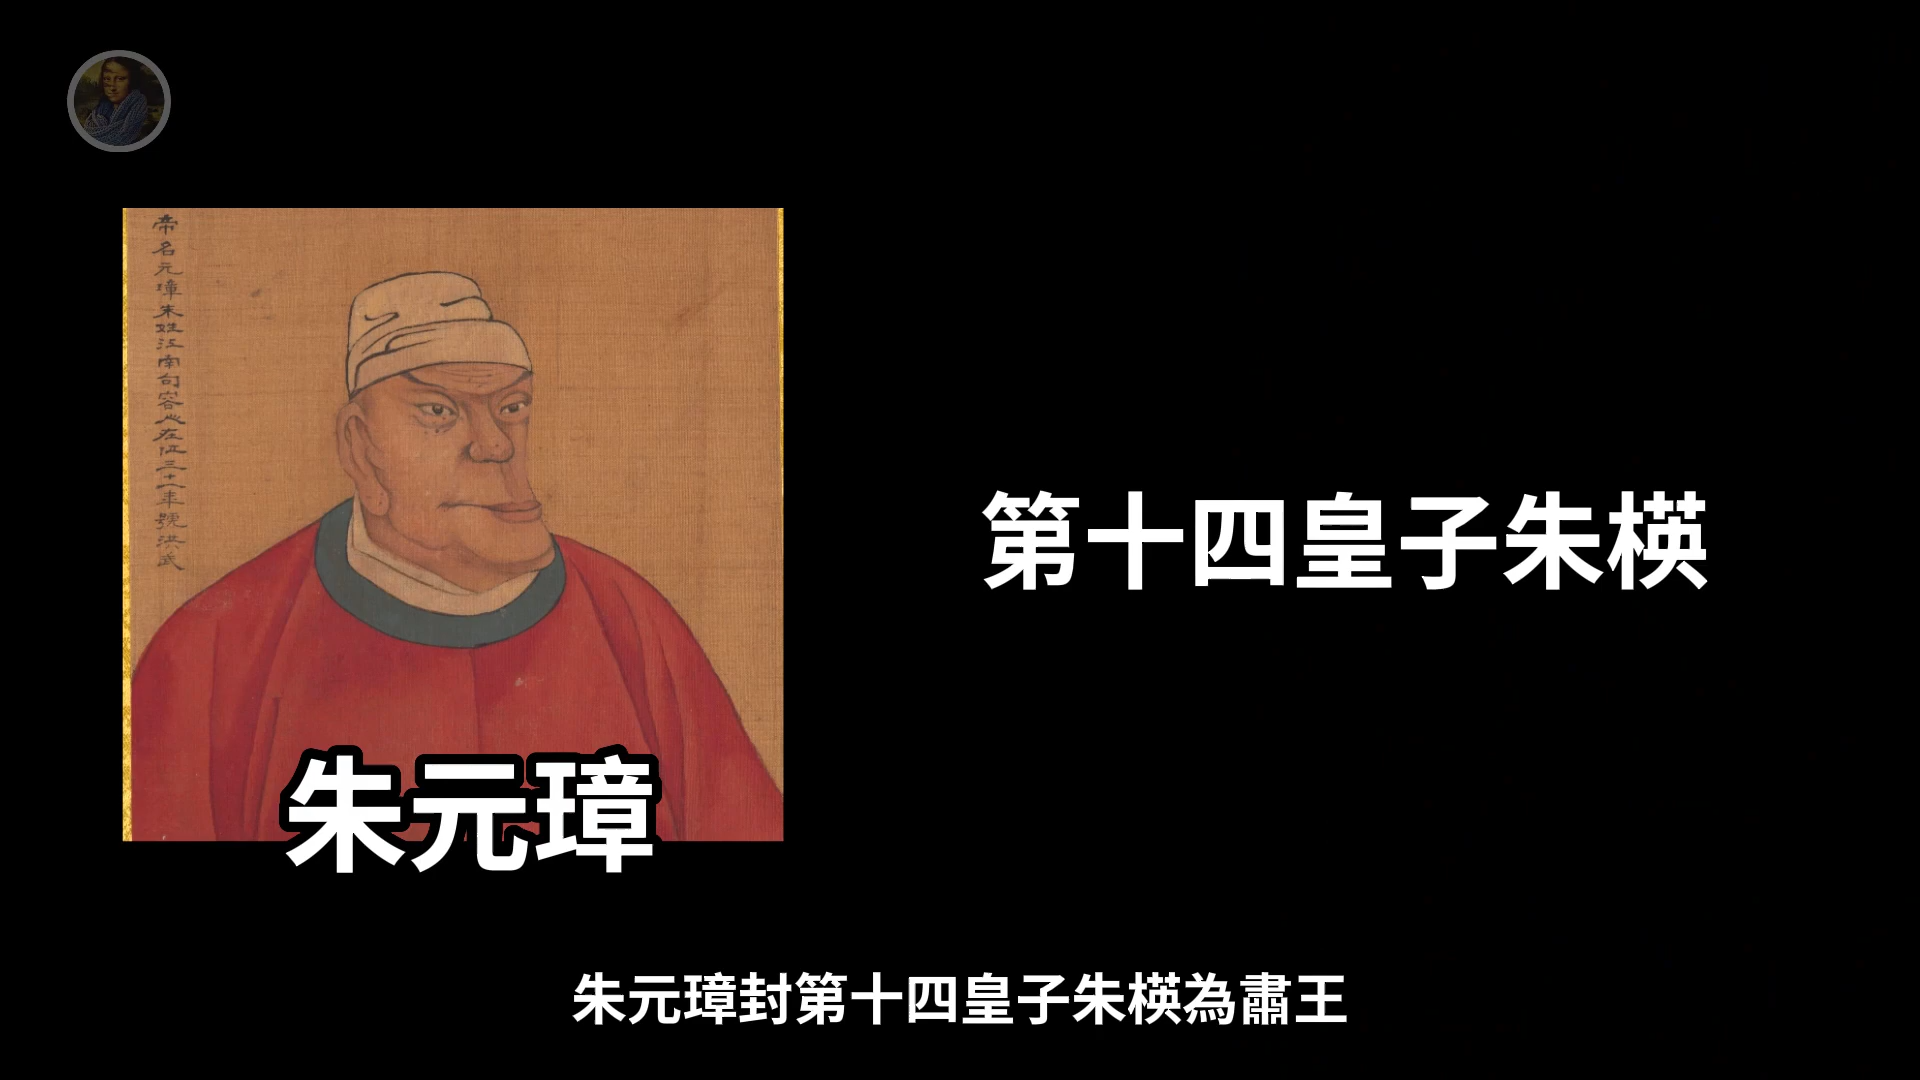 帝名元璋朱姓江南句容人在位三十一年號洪武
第十四皇子朱楧
朱元璋
朱元璋封第十四皇子朱楧為肅王